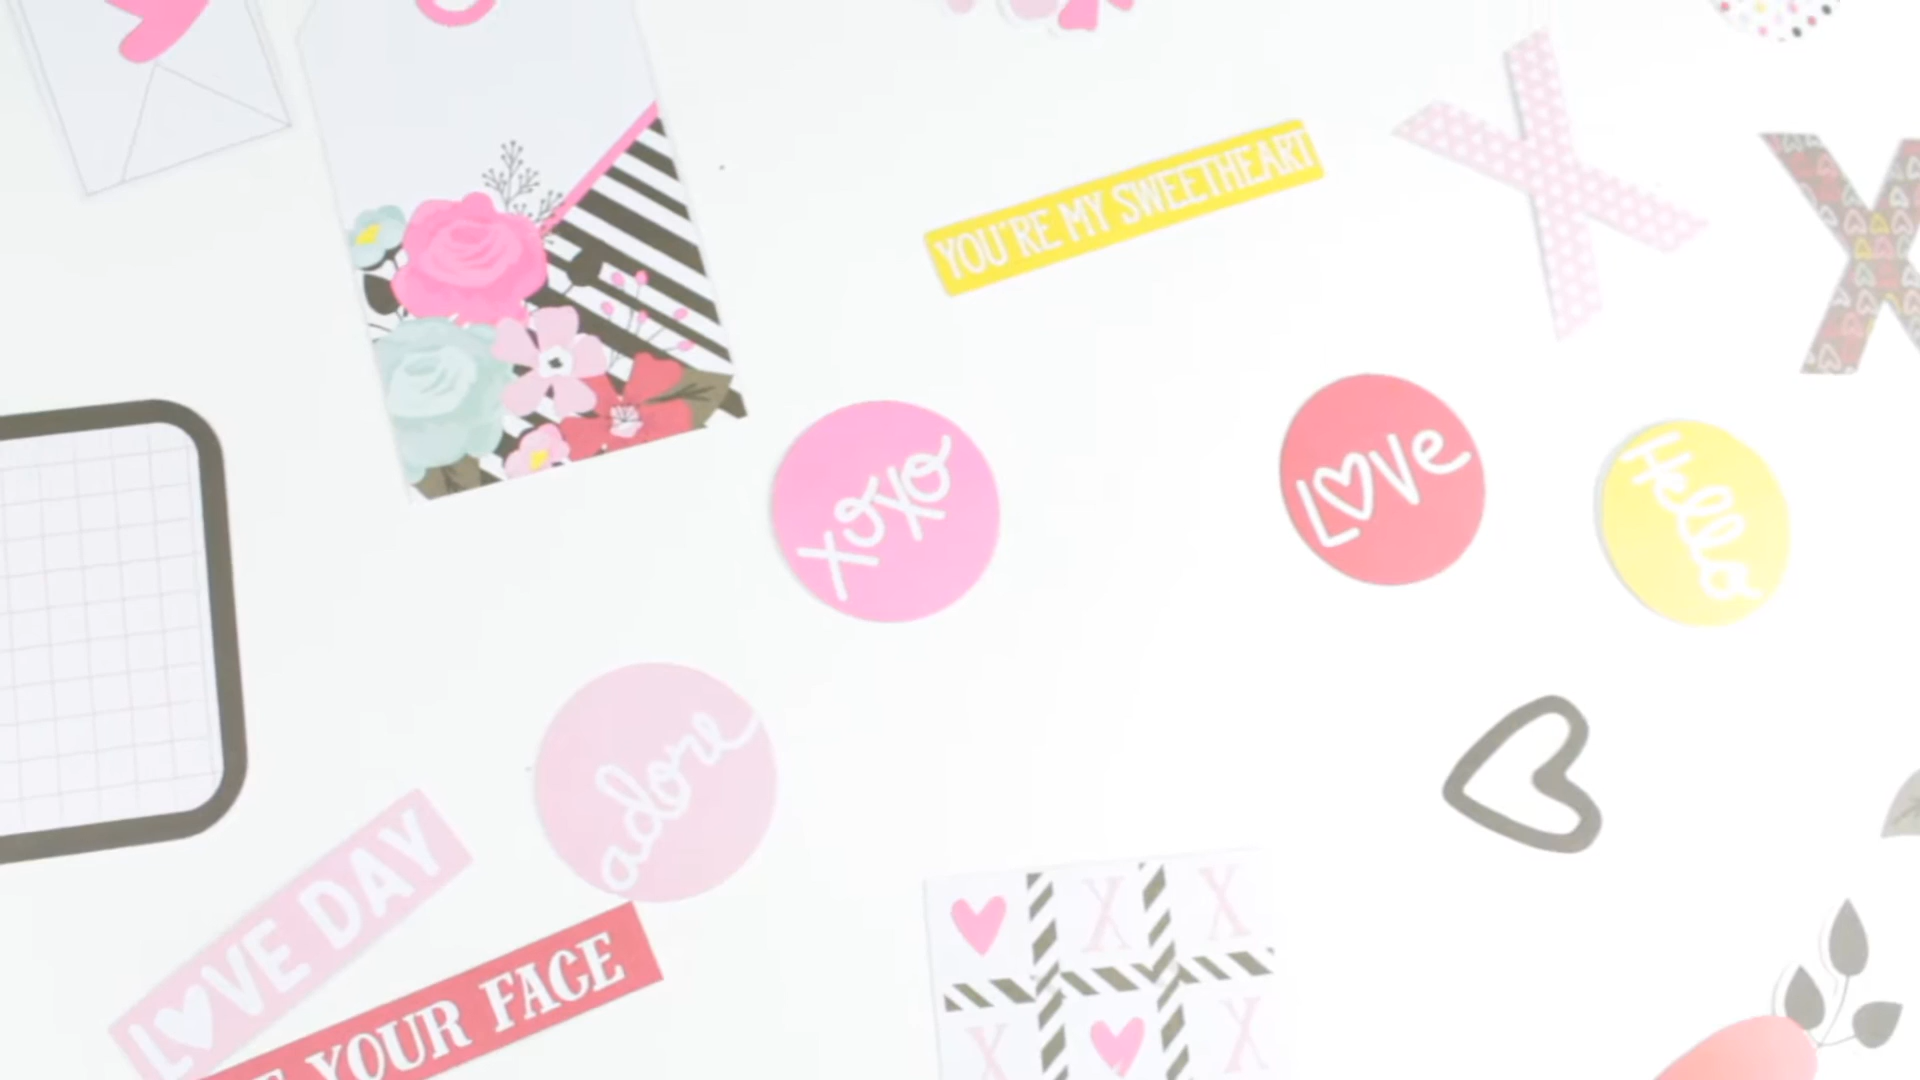 YOU'RE MY SWEETHEART
X
X
xoxo
LOVE
Hello
adore
LOVE DAY
YOUR FACE
X X
X X